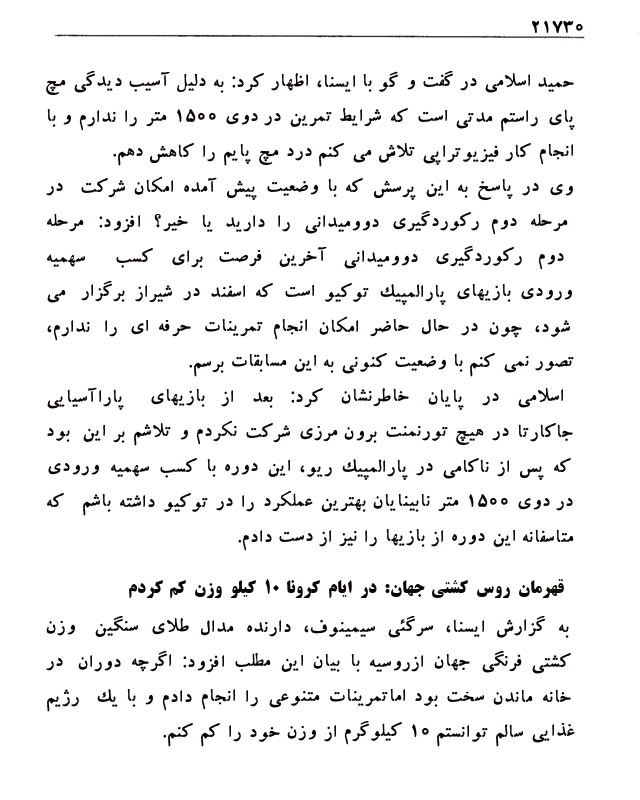 ۲۱۷۳۰
حمید اسلامی در گفت و گو با ایسنا، اظهار کرد: به دلیل آسیب دیدگی مچ
پای راستم مدتی است که شرایط تمرین در دوی ۱۵۰۰ متر را ندارم و با
انجام کار فیزیوتراپی تلاش می کنم درد مچ پایم را کاهش دهم.
وی در پاسخ به این پرسش که با وضعیت پیش آمده امکان شرکت در
مرحله دوم رکوردگیری دوومیدانی را دارید یا خیر؟ افزود: مرحله
دوم رکوردگیری دوومیدانی آخرین فرصت برای کسب سهمیه
ورودی بازیهای پارالمپیك توکیو است که اسفند در شیراز برگزار می
شود، چون در حال حاضر امکان انجام تمرینات حرفه ای را ندارم،
تصور نمی کنم با وضعیت کنونی به این مسابقات برسم.
اسلامی در پایان خاطرنشان کرد: بعد از بازیهای پاراآسیایی
جاکارتا در هیچ تورنمنت برون مرزی شرکت نکردم و تلاشم بر این بود
که پس از ناکامی در پارالمپیك ریو، این دوره با کسب سهمیه ورودی
در دوی ۱۵۰۰ متر نابینایان بهترین عملکرد را در توکیو داشته باشم که
متاسفانه این دوره از بازیها را نیز از دست دادم.
قهرمان روس کشتی جهان: در ایام کرونا ۱۰ کیلو وزن کم کردم
به گزارش ایسنا، سرگئی سیمینوف، دارنده مدال طلای سنگین وزن
کشتی فرنگی جهان ازروسیه با بیان این مطلب افزود: اگرچه دوران در
خانه ماندن سخت بود اماتمرینات متنوعی را انجام دادم و با یك رژیم
غذایی سالم توانستم ۱۰ کیلوگرم از وزن خود را کم کنم.